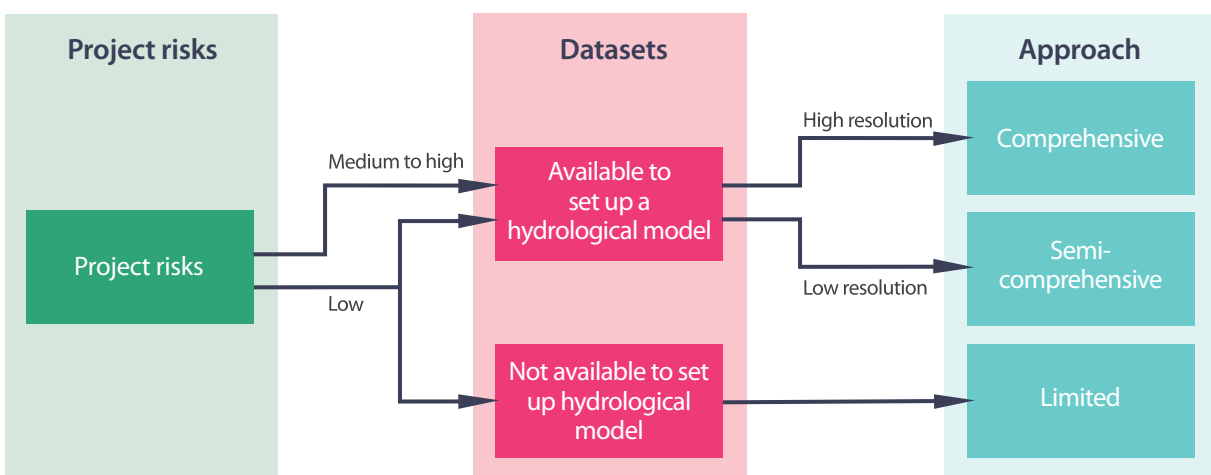 Project risks
Datasets
Approach
Project risks
Medium to high
Low
Available to
set up a
hydrological model
Not available to set
up hydrological
model
High resolution
Low resolution
Comprehensive
Semi-
comprehensive
Limited